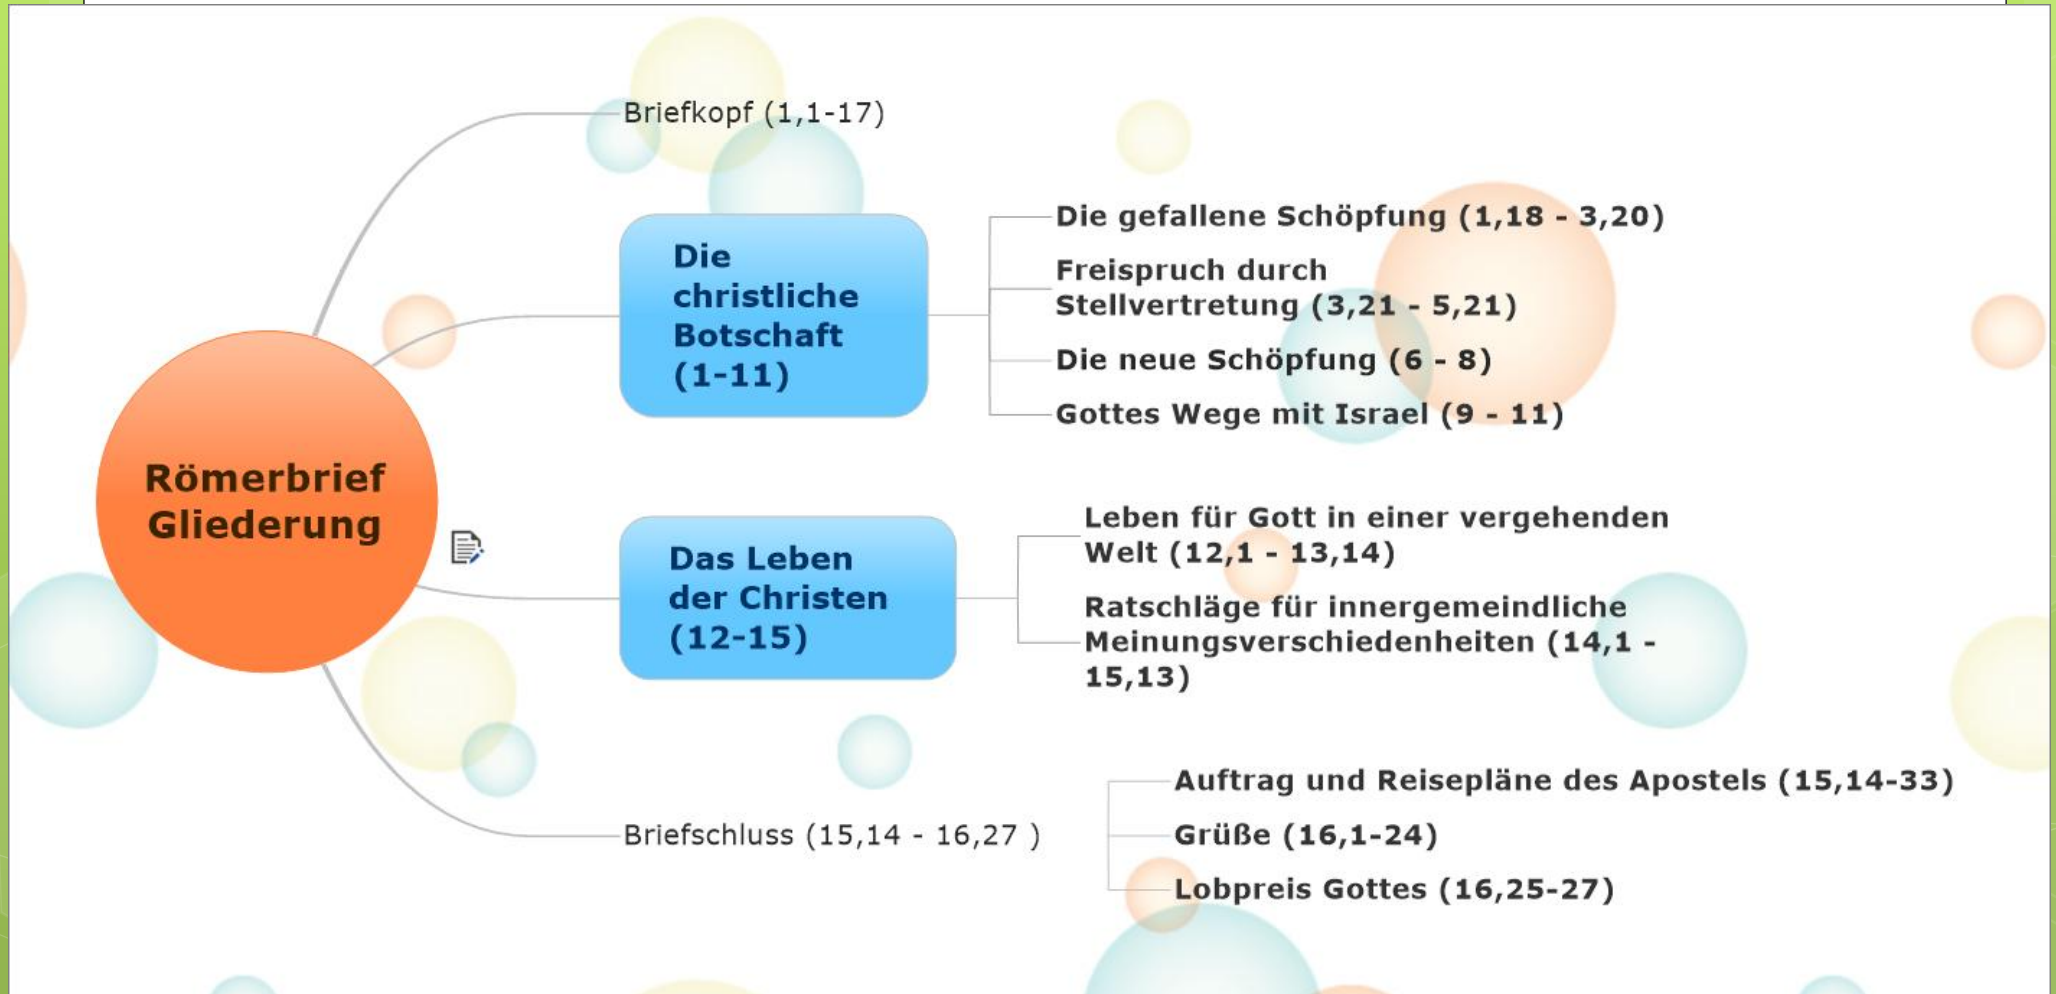 Briefkopf (1,1-17)
Die
christliche
Botschaft
(1-11)
Die gefallene Schöpfung (1,18 - 3,20)
Freispruch durch
Stellvertretung (3,21 - 5,21)
Die neue Schöpfung (6 - 8)
Gottes Wege mit Israel (9 - 11)
Römerbrief
Gliederung
Das Leben
der Christen
(12-15)
Leben für Gott in einer vergehenden
Welt (12,1 - 13,14)
Ratschläge für innergemeindliche
Meinungsverschiedenheiten (14,1 -
15,13)
Briefschluss (15,14 - 16,27 )
Auftrag und Reisepläne des Apostels (15,14-33)
Grüße (16,1-24)
Lobpreis Gottes (16,25-27)